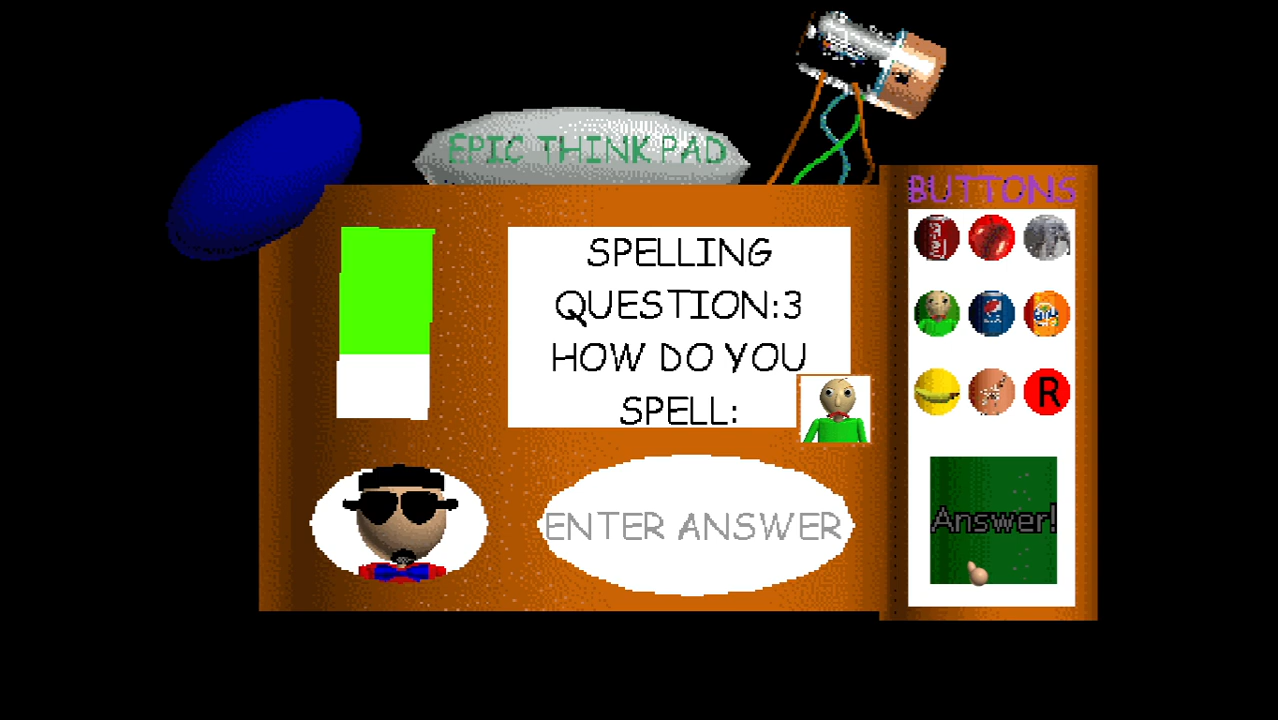 EPIC THINK PAD
BUTTONS
SPELLING
QUESTION:3
HOW DO YOU
SPELL:
R
ENTER ANSWER
Answer!